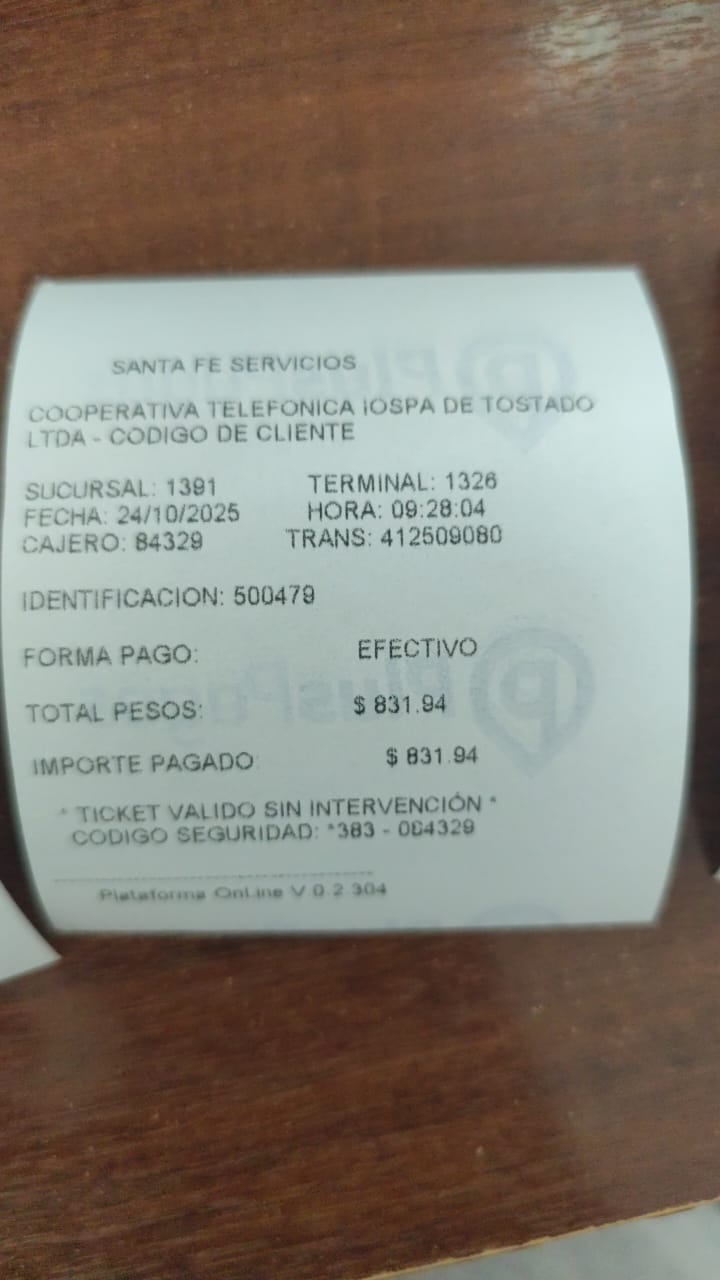 SANTA FE SERVICIOS
COOPERATIVA TELEFONICA IOSPA DE TOSTADO
LTDA - CODIGO DE CLIENTE
SUCURSAL: 1391 TERMINAL: 1326
FECHA: 24/10/2025 HORA: 09:28:04
CAJERO: 84329 TRANS: 412509080
IDENTIFICACION: 500479
FORMA PAGO: EFECTIVO
TOTAL PESOS: $ 831.94
IMPORTE PAGADO: $ 831.94
* TICKET VALIDO SIN INTERVENCIÓN *
CODIGO SEGURIDAD: *383 - 084329
Plataforma OnLine V 0.2.304